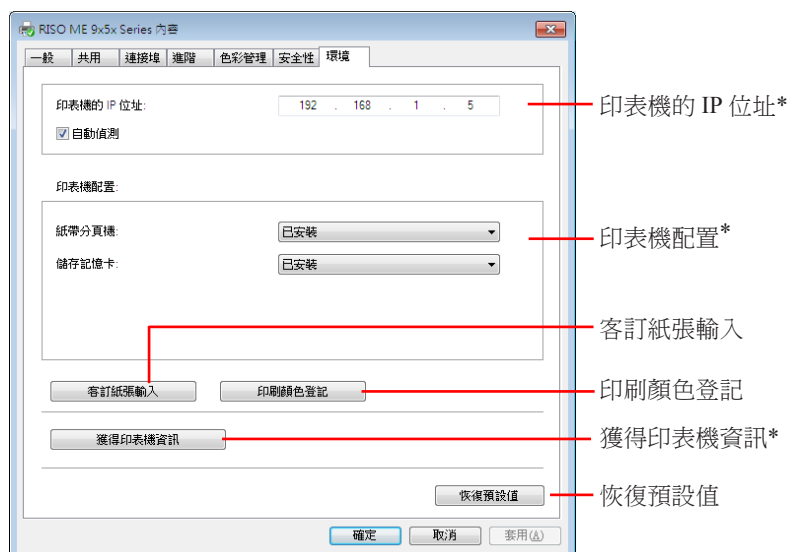 RISO ME 9x5x Series 內容
一般 共用 連接埠 進階 色彩管理 安全性 環境
印表機的 IP 位址: 192 . 168 . 1 . 5
印表機的 IP 位址*
自動偵測
印表機配置:
紙帶分頁機: 已安裝
印表機配置*
儲存記憶卡: 已安裝
客訂紙張輸入
客訂紙張輸入 印刷顏色登記
印刷顏色登記
獲得印表機資訊
獲得印表機資訊*
恢復預設值
恢復預設值
確定 取消 套用(A)